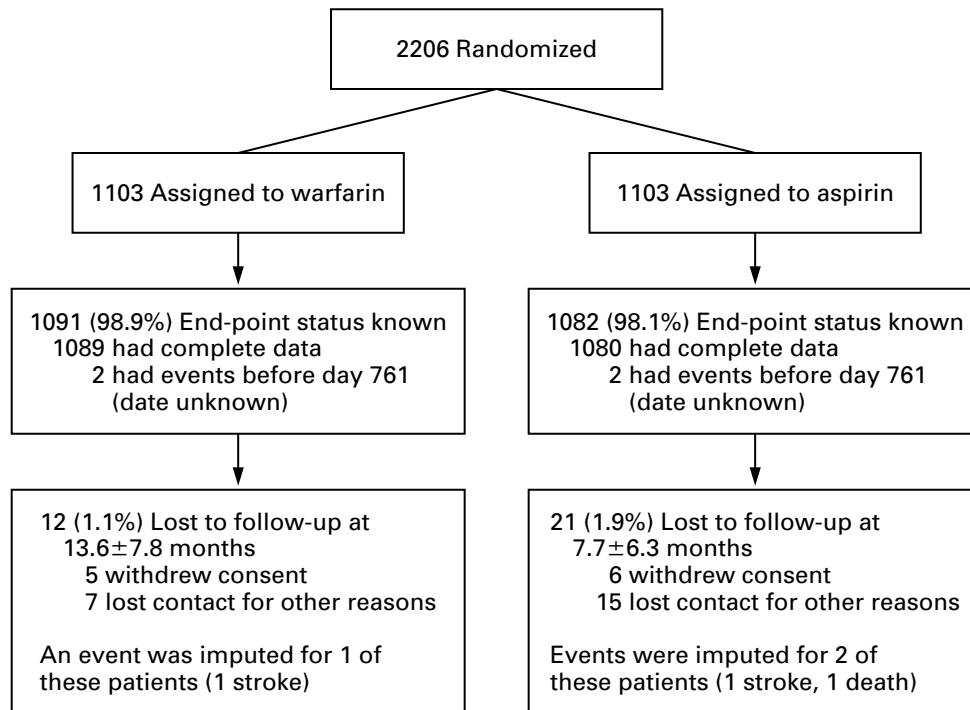 2206 Randomized
1103 Assigned to warfarin
1103 Assigned to aspirin
1091 (98.9%) End-point status known
1089 had complete data
2 had events before day 761
(date unknown)
1082 (98.1%) End-point status known
1080 had complete data
2 had events before day 761
(date unknown)
12 (1.1%) Lost to follow-up at
13.6±7.8 months
5 withdrew consent
7 lost contact for other reasons
An event was imputed for 1 of
these patients (1 stroke)
21 (1.9%) Lost to follow-up at
7.7±6.3 months
6 withdrew consent
15 lost contact for other reasons
Events were imputed for 2 of
these patients (1 stroke, 1 death)